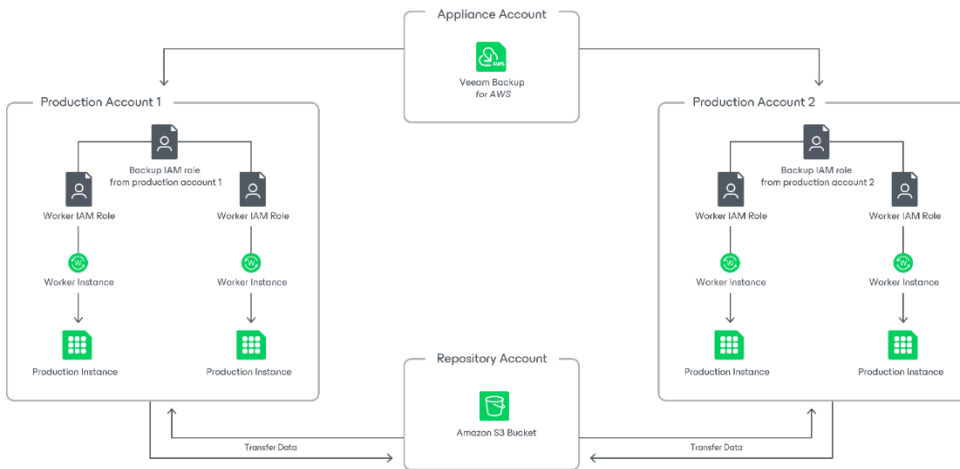 Appliance Account
AWS
Veeam Backup
for AWS
Production Account 1
Backup IAM role
from production account 1
Worker IAM Role
Worker IAM Role
W
W
Worker Instance
Worker Instance
Production Instance
Production Instance
Production Account 2
Backup IAM role
from production account 2
Worker IAM Role
Worker IAM Role
W
W
Worker Instance
Worker Instance
Production Instance
Production Instance
Repository Account
Amazon S3 Bucket
Transfer Data
Transfer Data